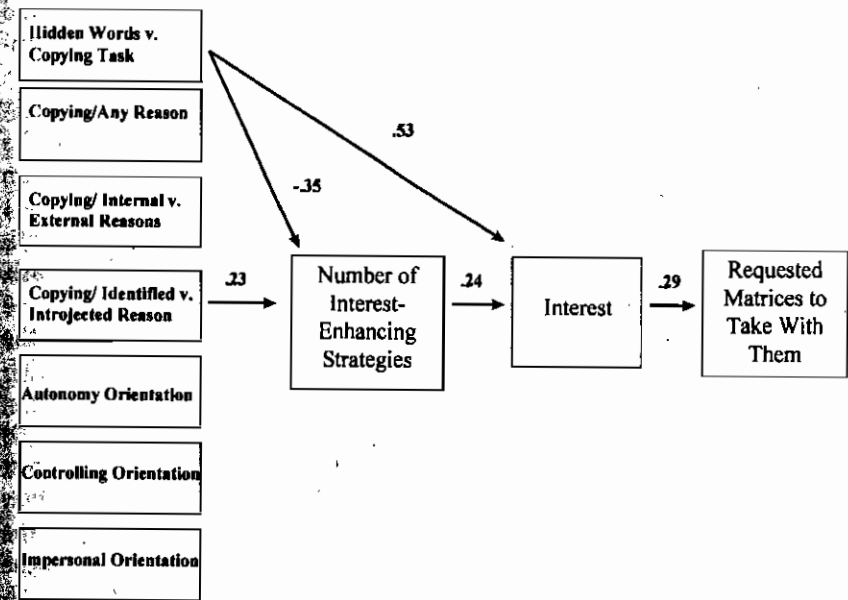 Hidden Words v.
Copying Task
Copying/Any Reason
Copying/ Internal v.
External Reasons
Copying/ Identified v.
Introjected Reason
Autonomy Orientation
Controlling Orientation
Impersonal Orientation
.53
-.35
.23
Number of
Interest-
Enhancing
Strategies
.24
Interest
.29
Requested
Matrices to
Take With
Them